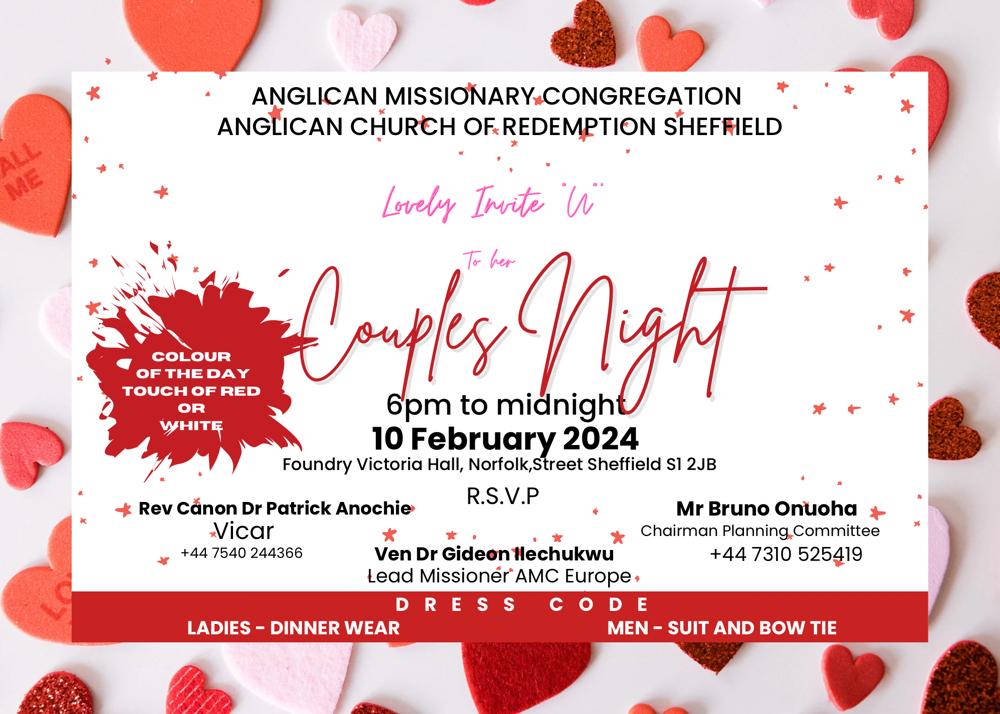 ANGLICAN MISSIONARY CONGREGATION
ANGLICAN CHURCH OF REDEMPTION SHEFFIELD
ALL
ME
Lovely Invite "U"
To her
'Couples Night
COLOUR
OF THE DAY
TOUCH OF RED
OR
WHITE
6pm to midnight
10 February 2024
Foundry Victoria Hall, Norfolk,Street Sheffield S1 2JB
R.S.V.P
Rev Canon Dr Patrick Anochie
Vicar
+44 7540 244366
Ven Dr Gideon Ilechukwu
Lead Missioner AMC Europe
Mr Bruno Onuoha
Chairman Planning Committee
+44 7310 525419
DRESS CODE
LADIES - DINNER WEAR
MEN - SUIT AND BOW TIE